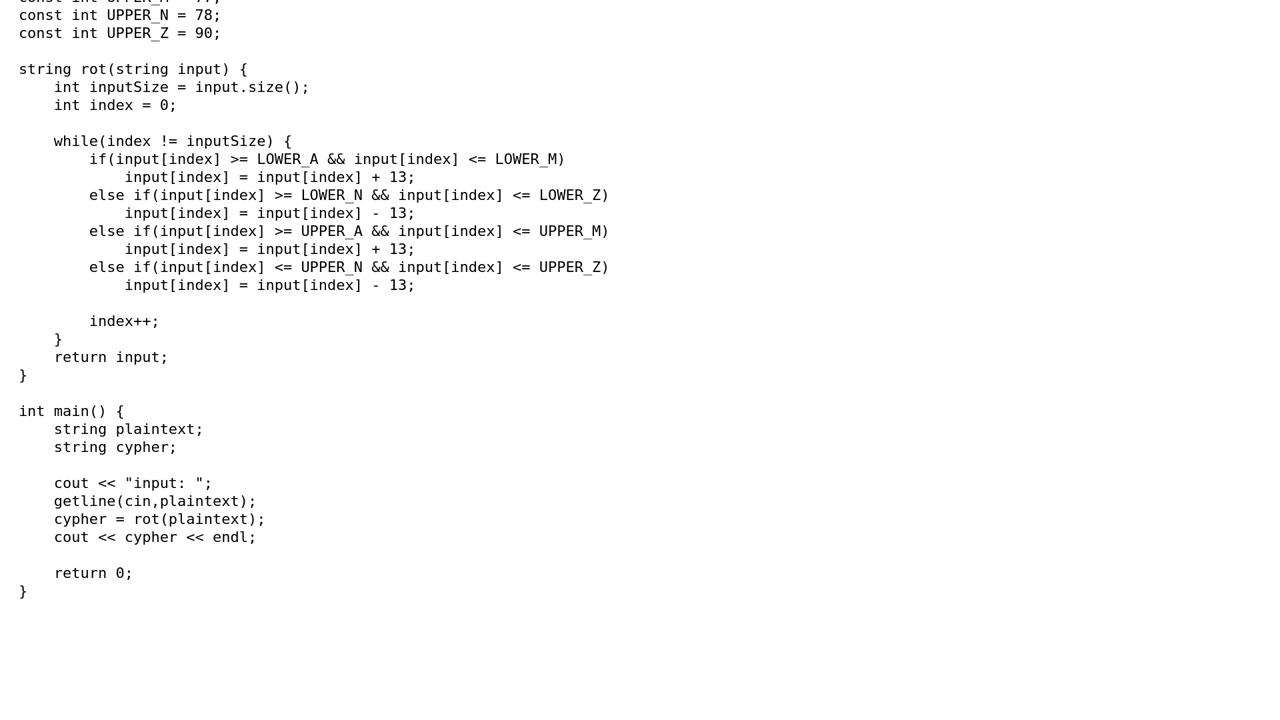 const int UPPER_M = 77;
const int UPPER_N = 78;
const int UPPER_Z = 90;

string rot(string input) {
    int inputSize = input.size();
    int index = 0;

    while(index != inputSize) {
        if(input[index] >= LOWER_A && input[index] <= LOWER_M)
            input[index] = input[index] + 13;
        else if(input[index] >= LOWER_N && input[index] <= LOWER_Z)
            input[index] = input[index] - 13;
        else if(input[index] >= UPPER_A && input[index] <= UPPER_M)
            input[index] = input[index] + 13;
        else if(input[index] <= UPPER_N && input[index] <= UPPER_Z)
            input[index] = input[index] - 13;

        index++;
    }
    return input;
}

int main() {
    string plaintext;
    string cypher;

    cout << "input: ";
    getline(cin,plaintext);
    cypher = rot(plaintext);
    cout << cypher << endl;

    return 0;
}